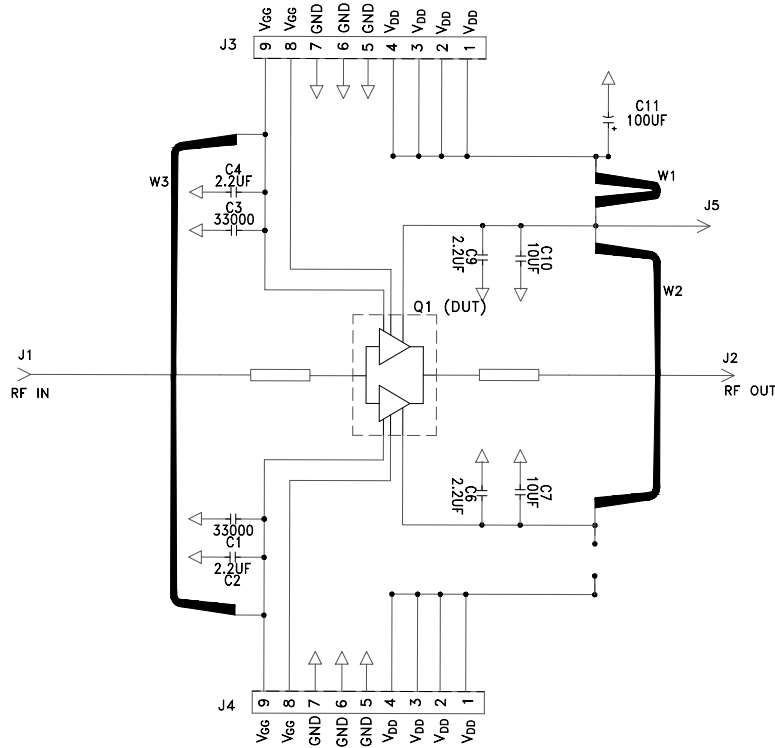 VGG VGG GND GND GND VDD VDD VDD VDD
J3 9 8 7 6 5 4 3 2 1
C11
100UF
W3
C4
2.2UF
C3
33000
W1
J5
C9
2.2UF
C10
10UF
W2
Q1 (DUT)
J1
RF IN
J2
RF OUT
C6
2.2UF
C7
10UF
33000
C1
2.2UF
C2
J4 9 8 7 6 5 4 3 2 1
VGG VGG GND GND GND VDD VDD VDD VDD